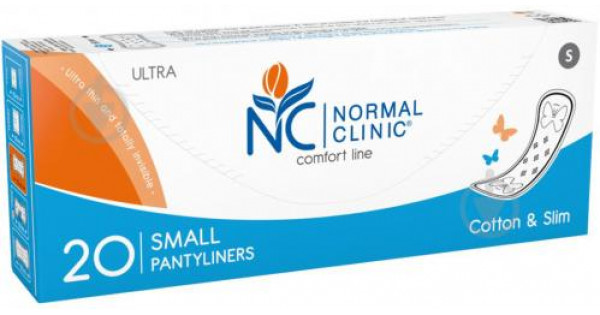 ULTRA
• Ultra thin and totally invisible •
S
NC
NORMAL
CLINIC®
comfort line
20
SMALL
PANTYLINERS
Cotton & Slim